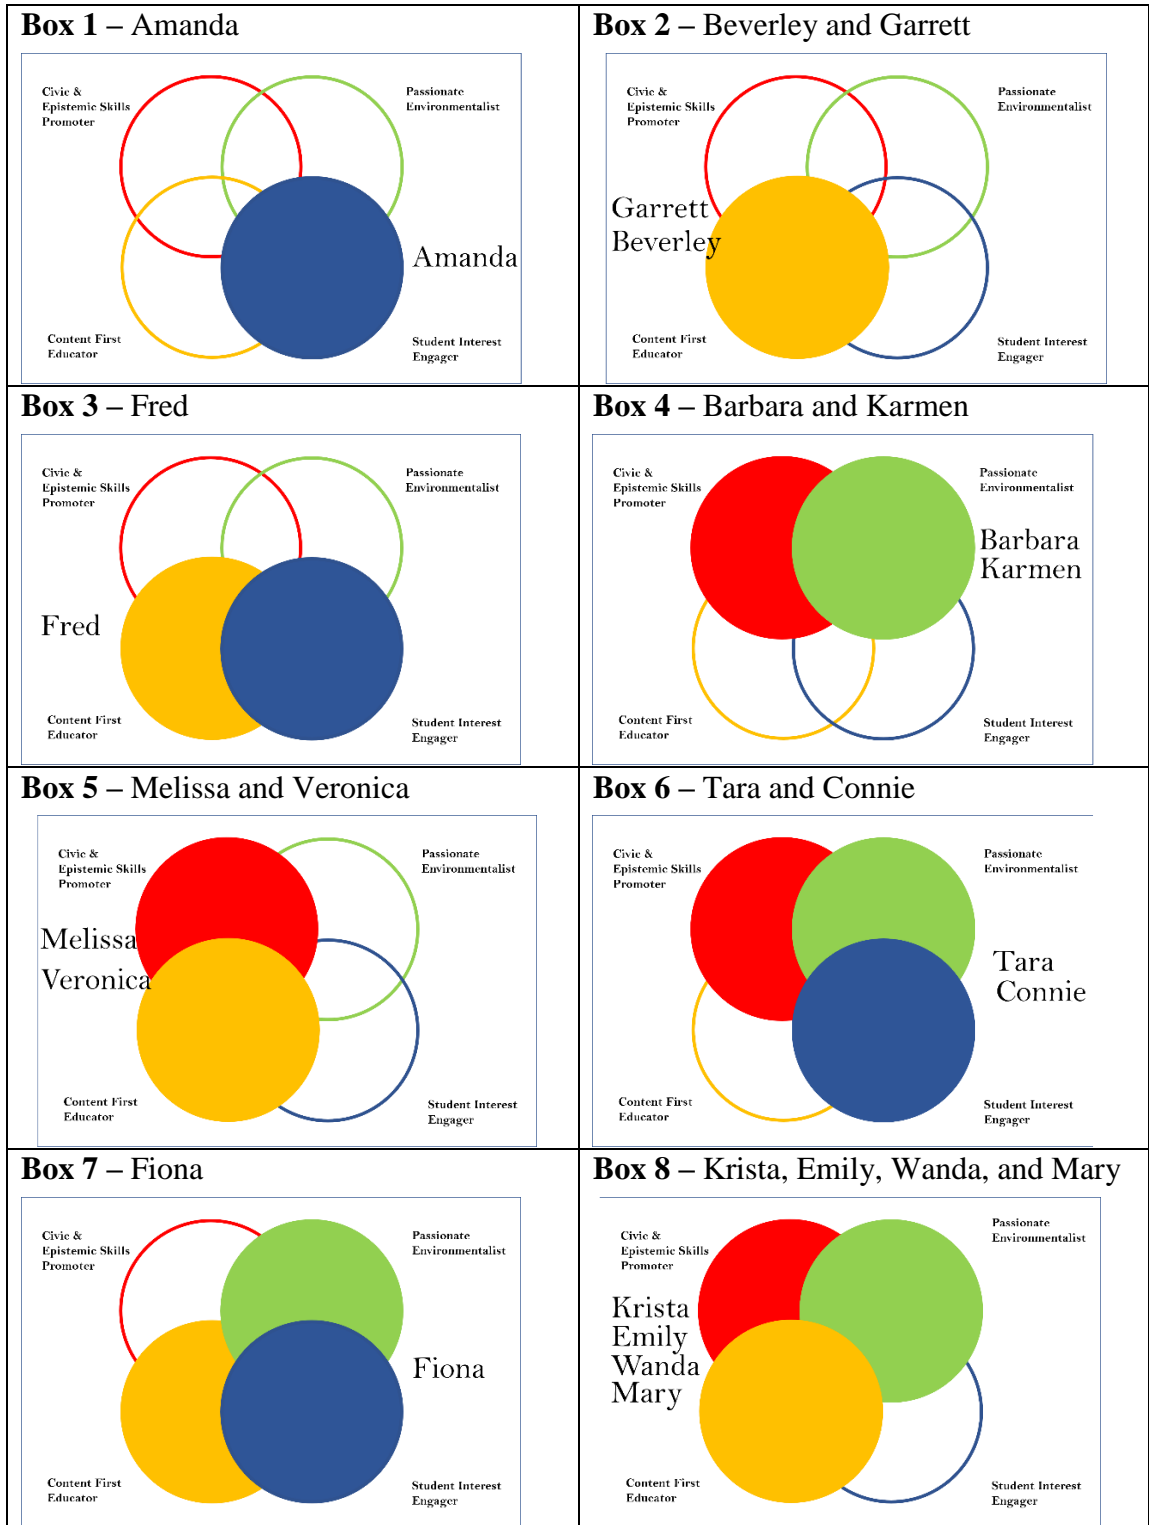 Box 1 – Amanda
Civic &
Epistemic Skills
Promoter
Passionate
Environmentalist
Amanda
Content First
Educator
Student Interest
Engager
Box 2 – Beverley and Garrett
Civic &
Epistemic Skills
Promoter
Passionate
Environmentalist
Garrett
Beverley
Content First
Educator
Student Interest
Engager
Box 3 – Fred
Civic &
Epistemic Skills
Promoter
Passionate
Environmentalist
Fred
Content First
Educator
Student Interest
Engager
Box 4 – Barbara and Karmen
Civic &
Epistemic Skills
Promoter
Passionate
Environmentalist
Barbara
Karmen
Content First
Educator
Student Interest
Engager
Box 5 – Melissa and Veronica
Civic &
Epistemic Skills
Promoter
Passionate
Environmentalist
Melissa
Veronica
Content First
Educator
Student Interest
Engager
Box 6 – Tara and Connie
Civic &
Epistemic Skills
Promoter
Passionate
Environmentalist
Tara
Connie
Content First
Educator
Student Interest
Engager
Box 7 – Fiona
Civic &
Epistemic Skills
Promoter
Passionate
Environmentalist
Fiona
Content First
Educator
Student Interest
Engager
Box 8 – Krista, Emily, Wanda, and Mary
Civic &
Epistemic Skills
Promoter
Passionate
Environmentalist
Krista
Emily
Wanda
Mary
Content First
Educator
Student Interest
Engager